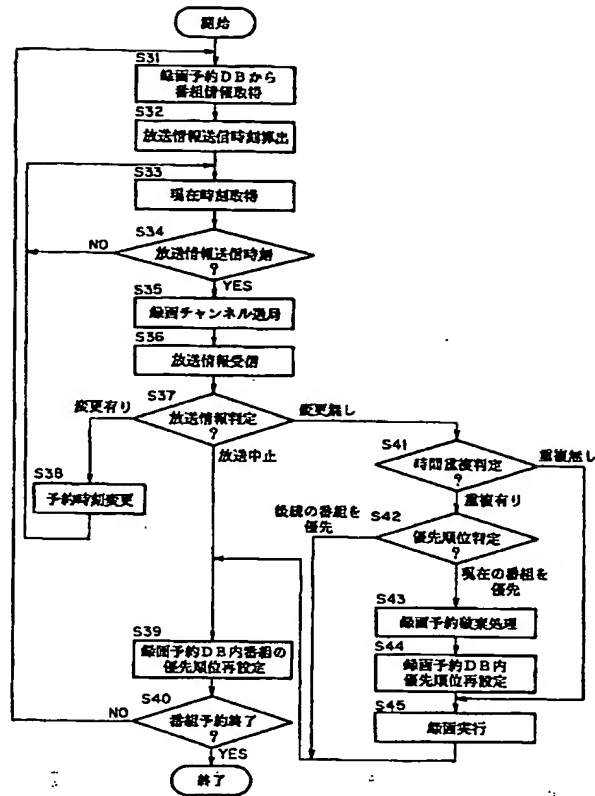 開始
S31
録画予約DBから
番組情報取得
S32
放送情報送信時刻算出
S33
現在時刻取得
S34
NO
放送情報送信時刻
?
YES
S35
録画チャンネル選局
S36
放送情報受信
S37
変更有り
放送情報判定
?
変更無し
放送中止
S38
予約時刻変更
S41
時間重複判定
?
重複無し
重複有り
後続の番組を
優先
S42
優先順位判定
?
現在の番組を
優先
S43
録画予約破棄処理
S44
録画予約DB内
優先順位再設定
S45
録画実行
S39
録画予約DB内番組の
優先順位再設定
S40
NO
番組予約終了
?
YES
終了